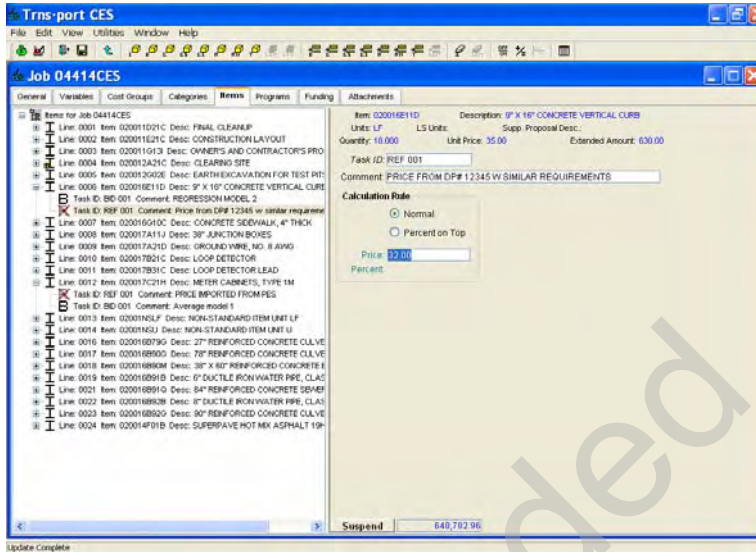 Trns·port CES
File Edit View Utilities Window Help
Job 04414CES
General Variables Cost Groups Categories Items Programs Funding Attachments
Items for Job 04414CES
Line: 0001 Item: 020011D21C Desc: FINAL CLEANUP
Line: 0002 Item: 020011E21C Desc: CONSTRUCTION LAYOUT
Line: 0003 Item: 020011G13I Desc: OWNER'S AND CONTRACTOR'S PRO
Line: 0004 Item: 020012A21C Desc: CLEARING SITE
Line: 0005 Item: 020012G02E Desc: EARTH EXCAVATION FOR TEST PIT
Line: 0006 Item: 020016E11D Desc: 9" X 16" CONCRETE VERTICAL CURE
Task ID: BID 001 Comment: REGRESSION MODEL 2
Task ID: REF 001 Comment: Price from DP# 12345 w similar requireme
Line: 0007 Item: 020016G10C Desc: CONCRETE SIDEWALK, 4" THICK
Line: 0008 Item: 020017A11J Desc: 38" JUNCTION BOXES
Line: 0009 Item: 020017A21D Desc: GROUND WIRE, NO. 8 AWG
Line: 0010 Item: 020017B21C Desc: LOOP DETECTOR
Line: 0011 Item: 020017B31C Desc: LOOP DETECTOR LEAD
Line: 0012 Item: 020017C21H Desc: METER CABINETS, TYPE 1M
Task ID: REF 001 Comment: PRICE IMPORTED FROM PES
Task ID: BID 001 Comment: Average model 1
Line: 0013 Item: 02001NSLF Desc: NON-STANDARD ITEM UNIT LF
Line: 0014 Item: 02001NSU Desc: NON-STANDARD ITEM UNIT U
Line: 0016 Item: 020016B79G Desc: 27" REINFORCED CONCRETE CULVE
Line: 0017 Item: 020016B90G Desc: 78" REINFORCED CONCRETE CULVE
Line: 0018 Item: 020016B90M Desc: 38" X 60" REINFORCED CONCRETE E
Line: 0019 Item: 020016B91B Desc: 6" DUCTILE IRON WATER PIPE, CLAS
Line: 0021 Item: 020016B91G Desc: 84" REINFORCED CONCRETE SEWER
Line: 0022 Item: 020016B92B Desc: 8" DUCTILE IRON WATER PIPE, CLAS
Line: 0023 Item: 020016B92G Desc: 90" REINFORCED CONCRETE CULVE
Line: 0024 Item: 020014F01B Desc: SUPERPAVE HOT MIX ASPHALT 19H
Item: 020016E11D Description: 9" X 16" CONCRETE VERTICAL CURB
Units: LF LS Units: Supp. Proposal Desc.:
Quantity: 18.000 Unit Price: 35.00 Extended Amount: 630.00
Task ID: REF 001
Comment: PRICE FROM DP# 12345 W SIMILAR REQUIREMENTS
Calculation Rule
Normal
Percent on Top
Price: 32.00
Percent:
Suspend 640,702.96
Update Complete